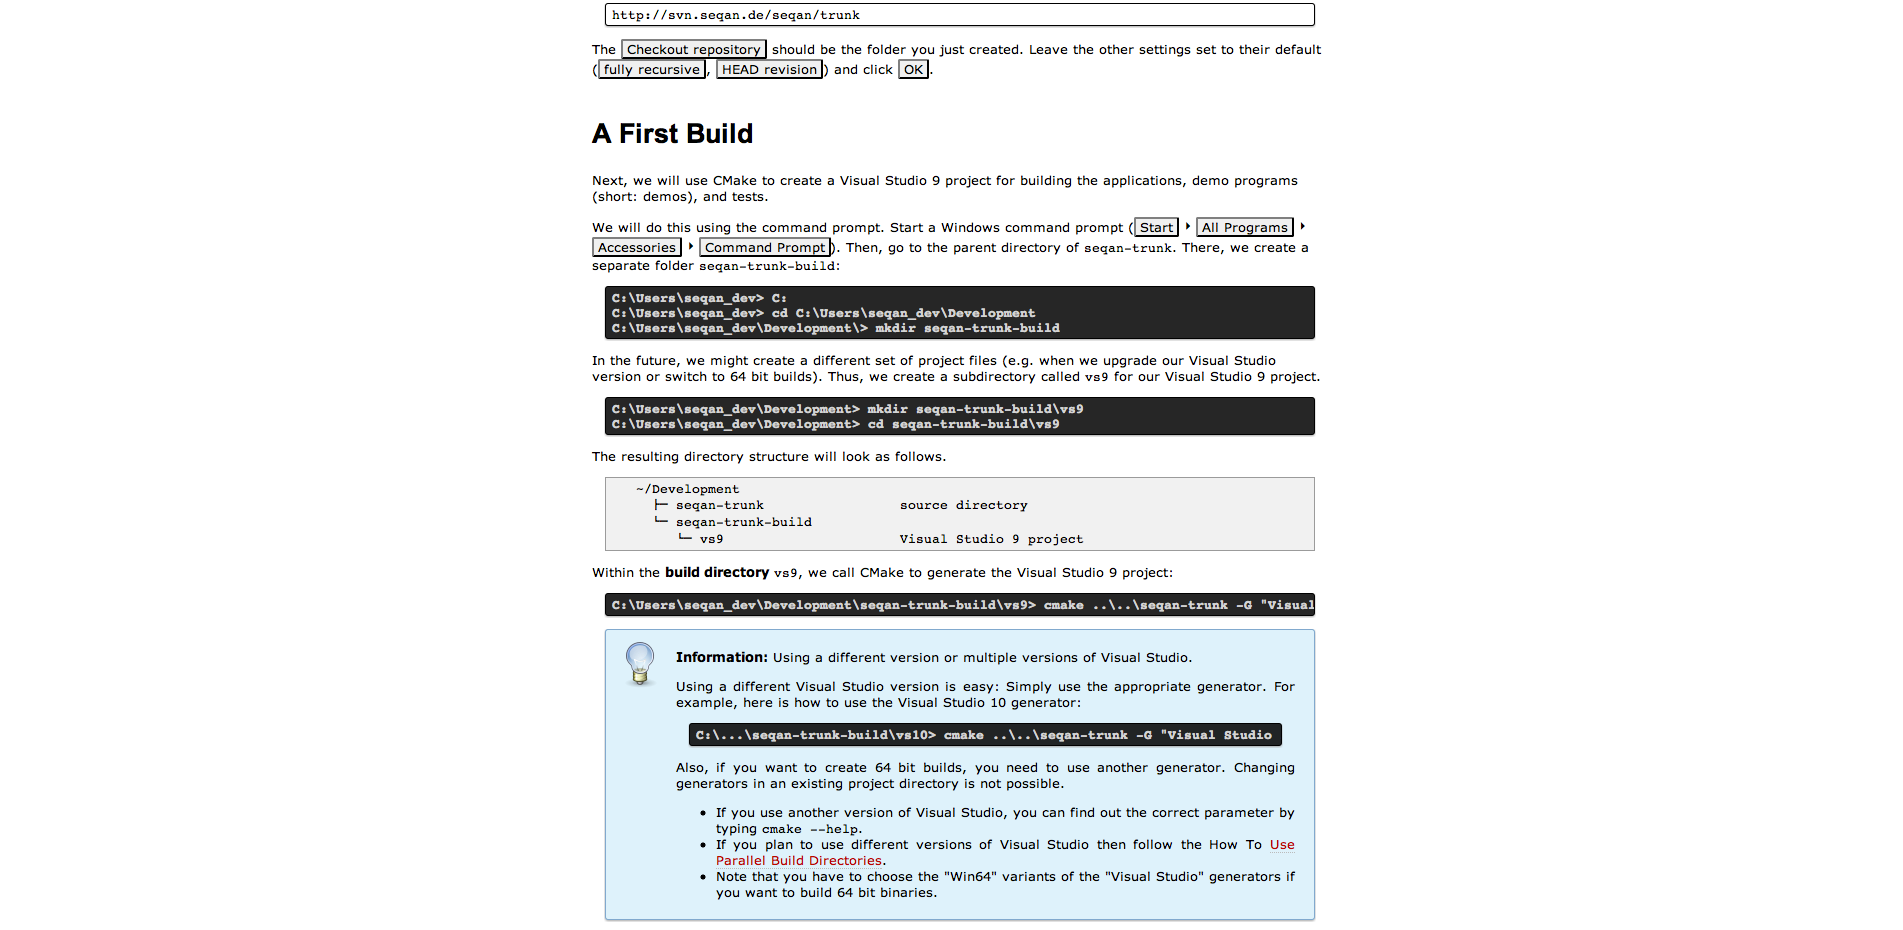 http://svn.seqan.de/seqan/trunk
The Checkout repository should be the folder you just created. Leave the other settings set to their default
(fully recursive, HEAD revision) and click OK.
A First Build
Next, we will use CMake to create a Visual Studio 9 project for building the applications, demo programs
(short: demos), and tests.
We will do this using the command prompt. Start a Windows command prompt (Start ‣ All Programs ‣
Accessories ‣ Command Prompt). Then, go to the parent directory of seqan-trunk. There, we create a
separate folder seqan-trunk-build:
C:\Users\seqan_dev> C:
C:\Users\seqan_dev> cd C:\Users\seqan_dev\Development
C:\Users\seqan_dev\Development\> mkdir seqan-trunk-build
In the future, we might create a different set of project files (e.g. when we upgrade our Visual Studio
version or switch to 64 bit builds). Thus, we create a subdirectory called vs9 for our Visual Studio 9 project.
C:\Users\seqan_dev\Development> mkdir seqan-trunk-build\vs9
C:\Users\seqan_dev\Development> cd seqan-trunk-build\vs9
The resulting directory structure will look as follows.
~/Development
├─ seqan-trunk source directory
└─ seqan-trunk-build
└─ vs9 Visual Studio 9 project
Within the build directory vs9, we call CMake to generate the Visual Studio 9 project:
C:\Users\seqan_dev\Development\seqan-trunk-build\vs9> cmake ..\..\seqan-trunk -G "Visual
Information: Using a different version or multiple versions of Visual Studio.
Using a different Visual Studio version is easy: Simply use the appropriate generator. For
example, here is how to use the Visual Studio 10 generator:
C:\...\seqan-trunk-build\vs10> cmake ..\..\seqan-trunk -G "Visual Studio
Also, if you want to create 64 bit builds, you need to use another generator. Changing
generators in an existing project directory is not possible.
• If you use another version of Visual Studio, you can find out the correct parameter by
typing cmake --help.
• If you plan to use different versions of Visual Studio then follow the How To Use
Parallel Build Directories.
• Note that you have to choose the "Win64" variants of the "Visual Studio" generators if
you want to build 64 bit binaries.